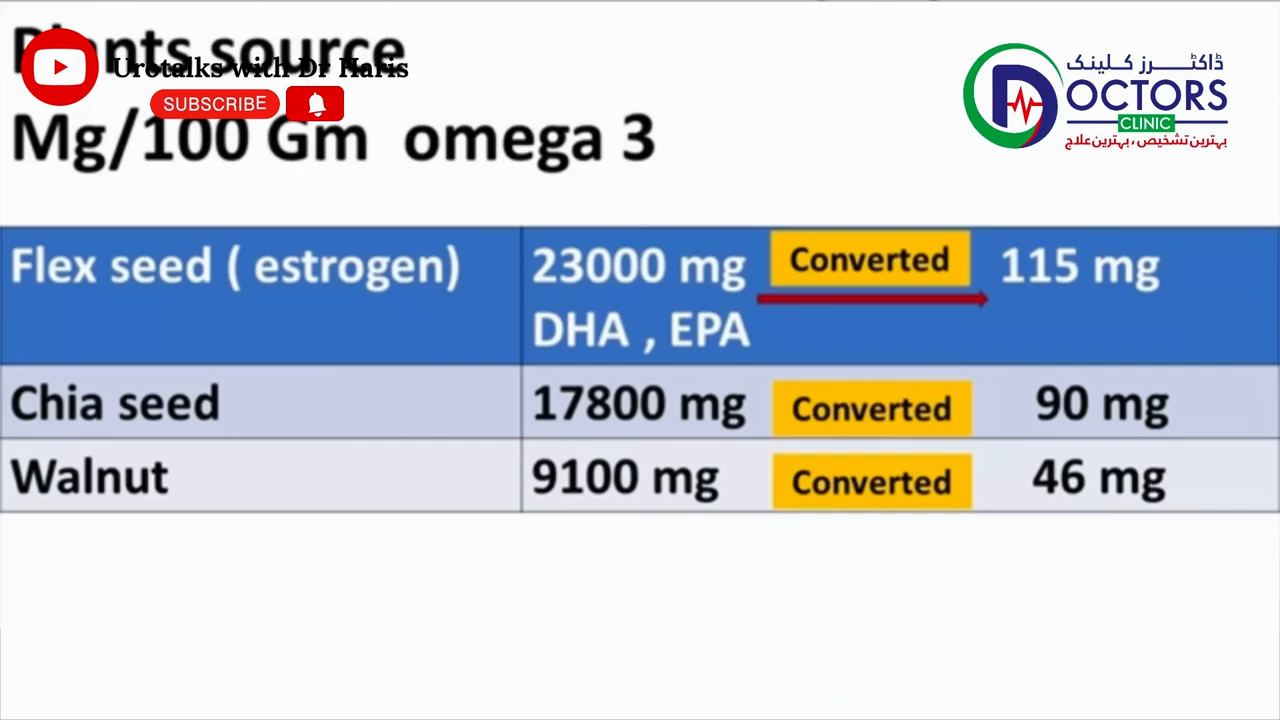 Plants source
Urotalks with Dr Haris
SUBSCRIBE
Mg/100 Gm omega 3
ڈاکٹرز کلینک
DOCTORS
CLINIC
بہترین تشخیص، بہترین علاج
Flex seed ( estrogen) 23000 mg Converted 115 mg
DHA , EPA
Chia seed 17800 mg Converted 90 mg
Walnut 9100 mg Converted 46 mg